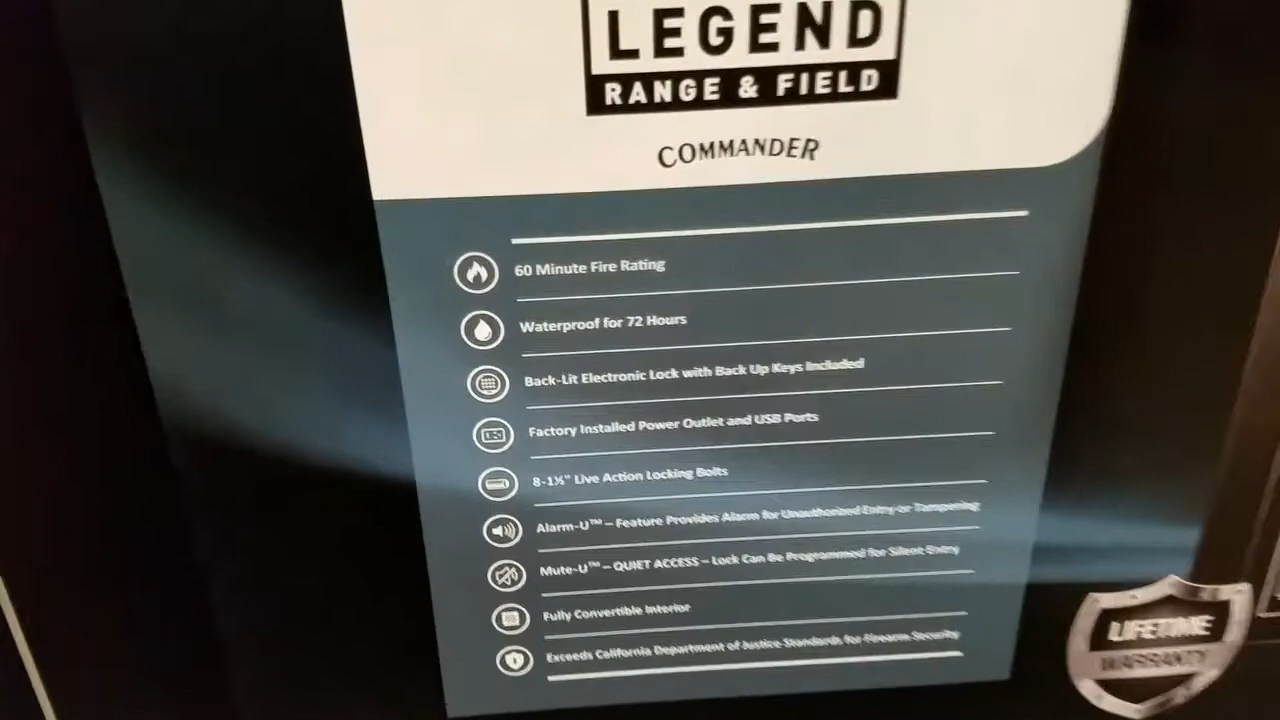 LEGEND
RANGE & FIELD
COMMANDER
60 Minute Fire Rating
Waterproof for 72 Hours
Back-Lit Electronic Lock with Back Up Keys Included
Factory Installed Power Outlet and USB Ports
8-1½" Live Action Locking Bolts
Alarm-U™ – Feature Provides Alarm for Unauthorized Entry or Tampering
Mute-U™ – QUIET ACCESS – Lock Can Be Programmed for Silent Entry
Fully Convertible Interior
Exceeds California Department of Justice Standards for Firearm Security
LIFETIME
WARRANTY